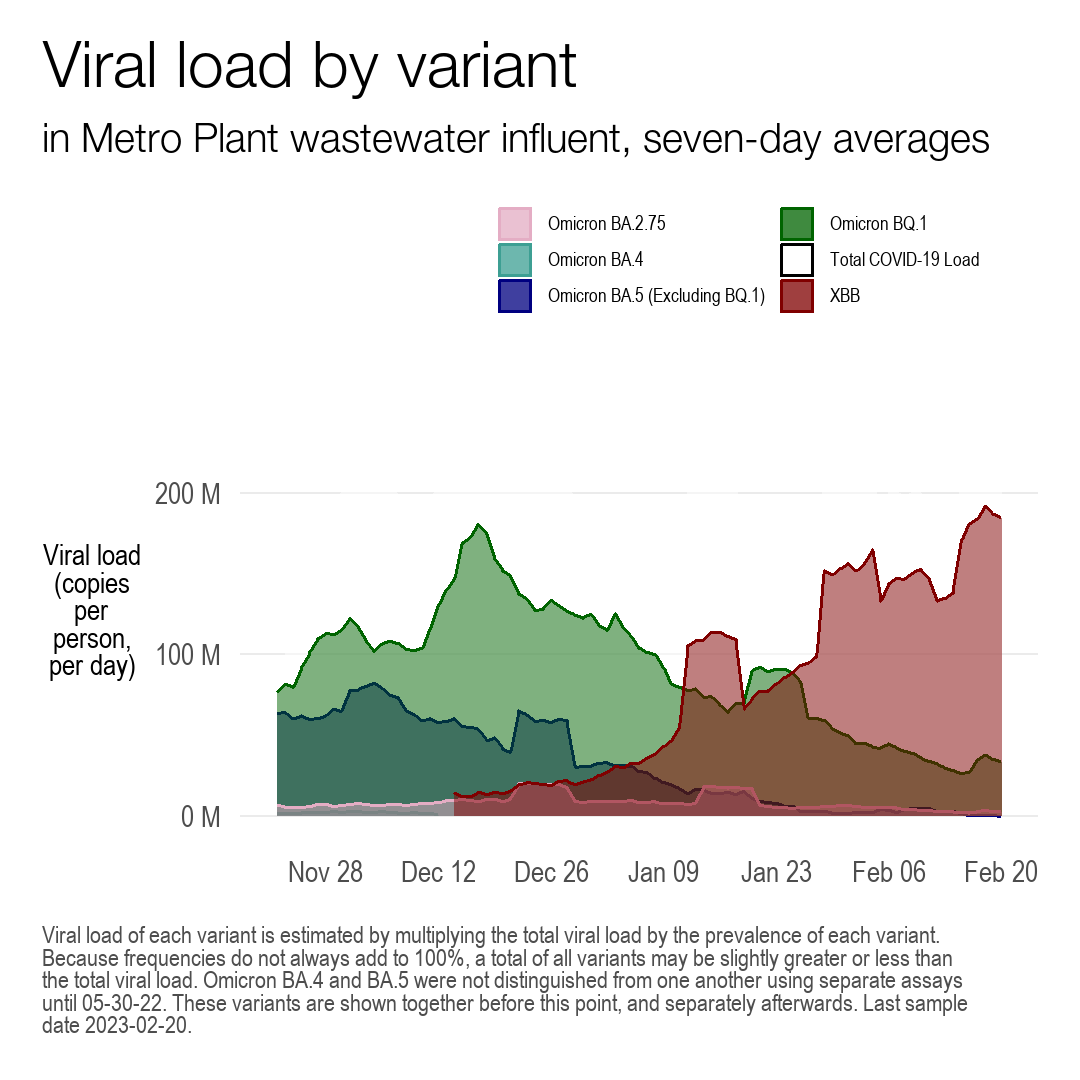 Viral load by variant
in Metro Plant wastewater influent, seven-day averages
Omicron BA.2.75
Omicron BQ.1
Omicron BA.4
Total COVID-19 Load
Omicron BA.5 (Excluding BQ.1)
XBB
200 M
100 M
0 M
Viral load
(copies
per
person,
per day)
Nov 28
Dec 12
Dec 26
Jan 09
Jan 23
Feb 06
Feb 20
Viral load of each variant is estimated by multiplying the total viral load by the prevalence of each variant.
Because frequencies do not always add to 100%, a total of all variants may be slightly greater or less than
the total viral load. Omicron BA.4 and BA.5 were not distinguished from one another using separate assays
until 05-30-22. These variants are shown together before this point, and separately afterwards. Last sample
date 2023-02-20.